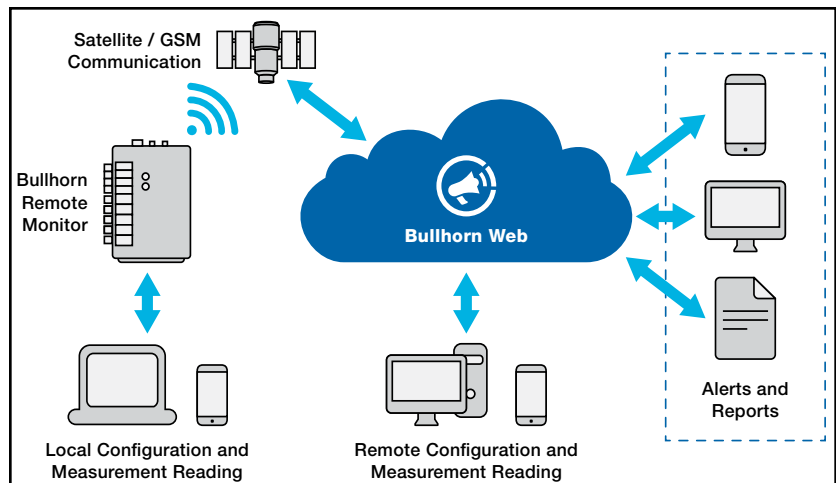 Satellite / GSM
Communication
Bullhorn
Remote
Monitor
Bullhorn Web
Local Configuration and
Measurement Reading
Remote Configuration and
Measurement Reading
Alerts and
Reports